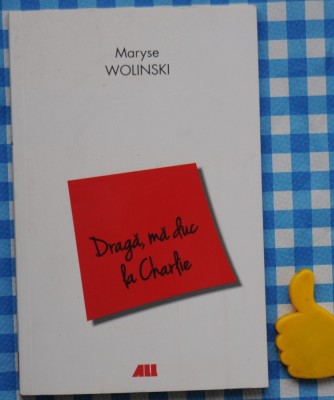 Maryse
WOLINSKI
Dragă, mă duc
la Charlie
ALL